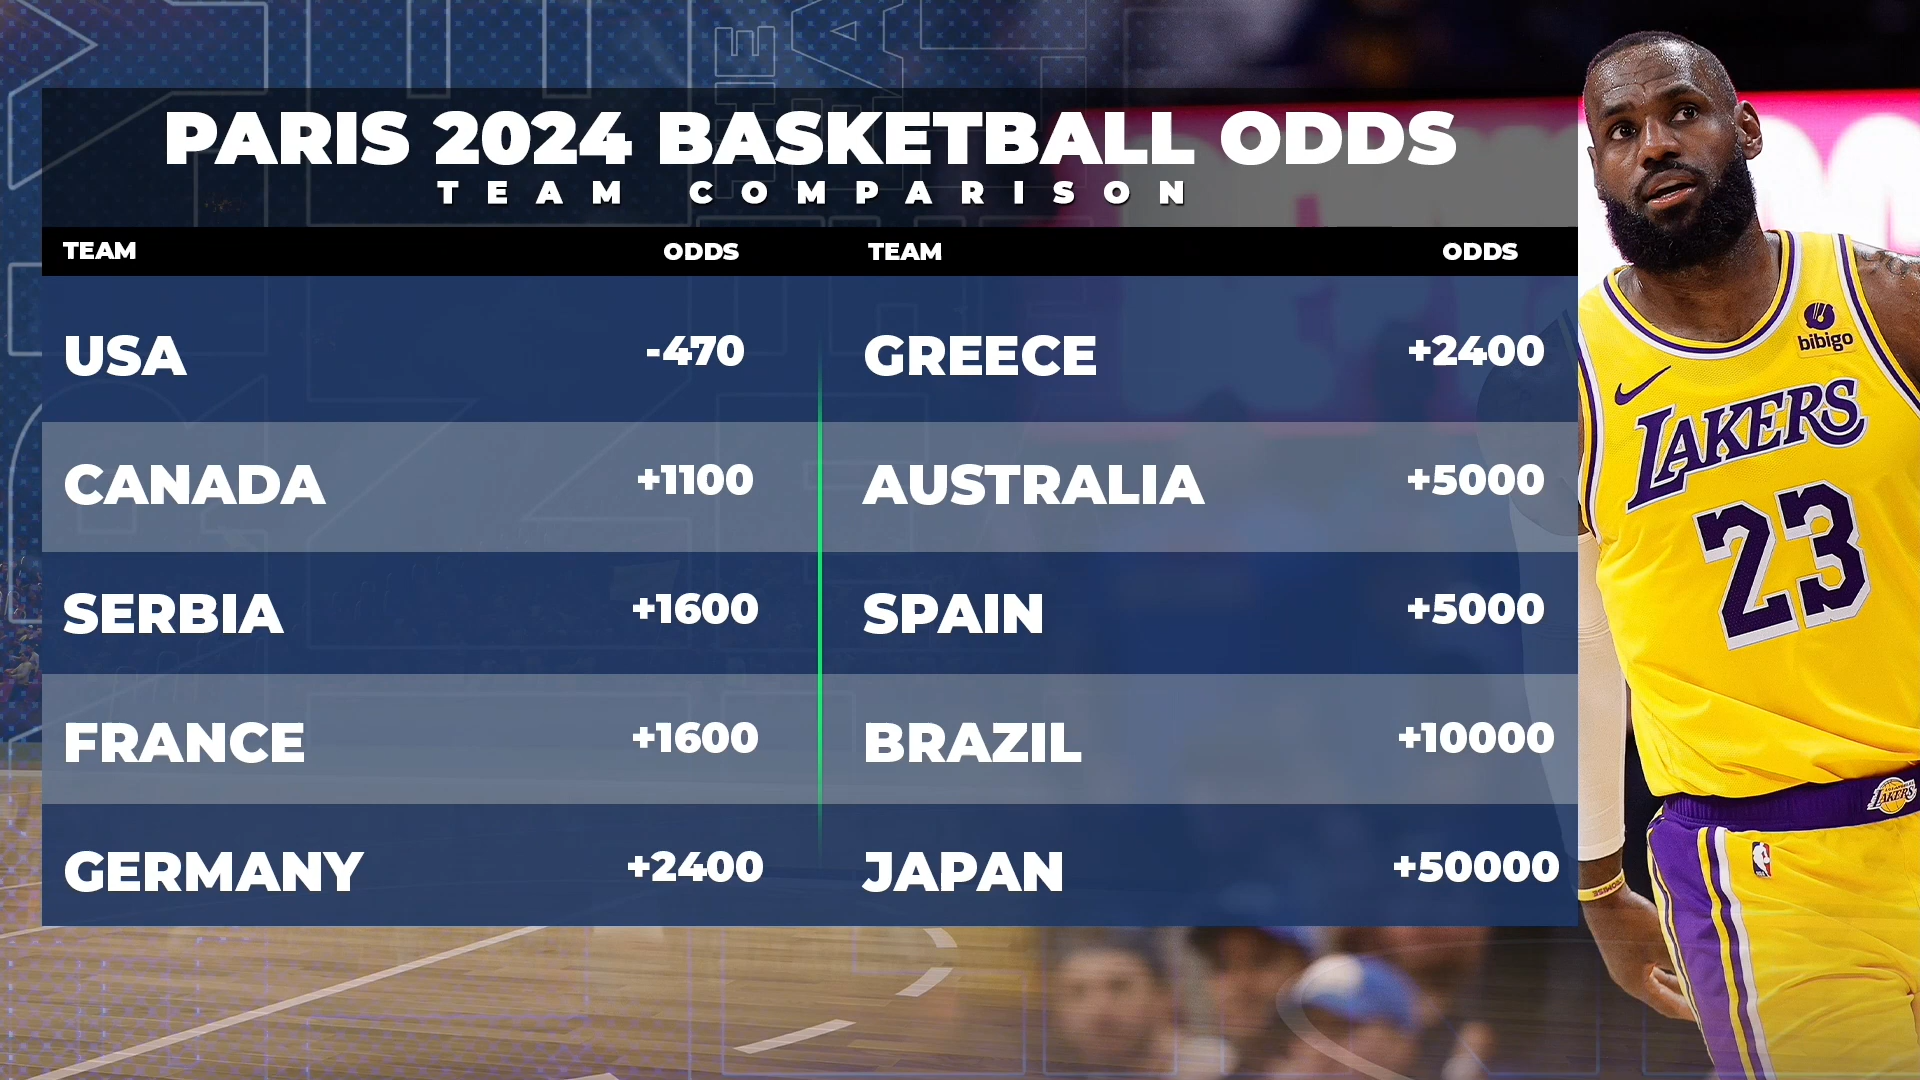 PARIS 2024 BASKETBALL ODDS
TEAM COMPARISON
TEAM ODDS TEAM ODDS
USA -470 GREECE +2400
CANADA +1100 AUSTRALIA +5000
SERBIA +1600 SPAIN +5000
FRANCE +1600 BRAZIL +10000
GERMANY +2400 JAPAN +50000
bibigo
LAKERS
23
LAKERS